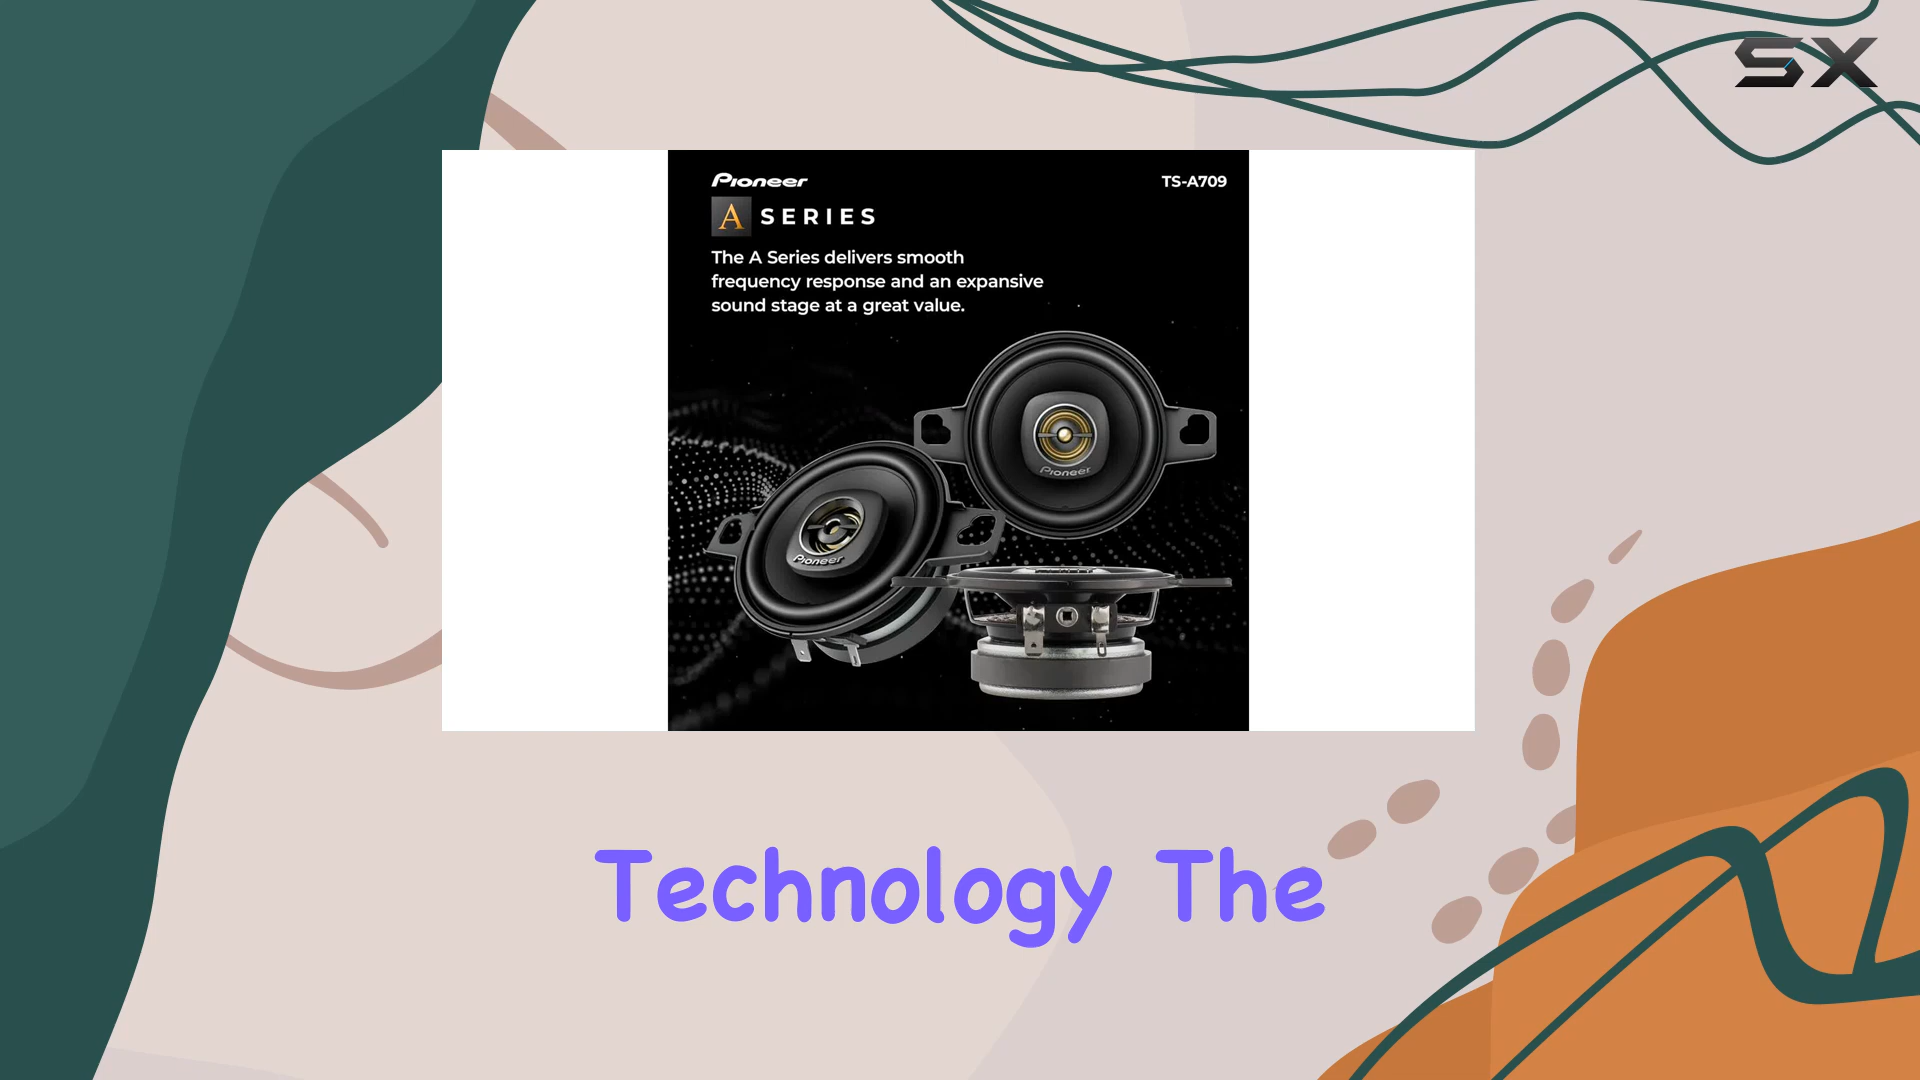 SX
Pioneer
TS-A709
A SERIES
The A Series delivers smooth
frequency response and an expansive
sound stage at a great value.
Pioneer
Pioneer
Technology The